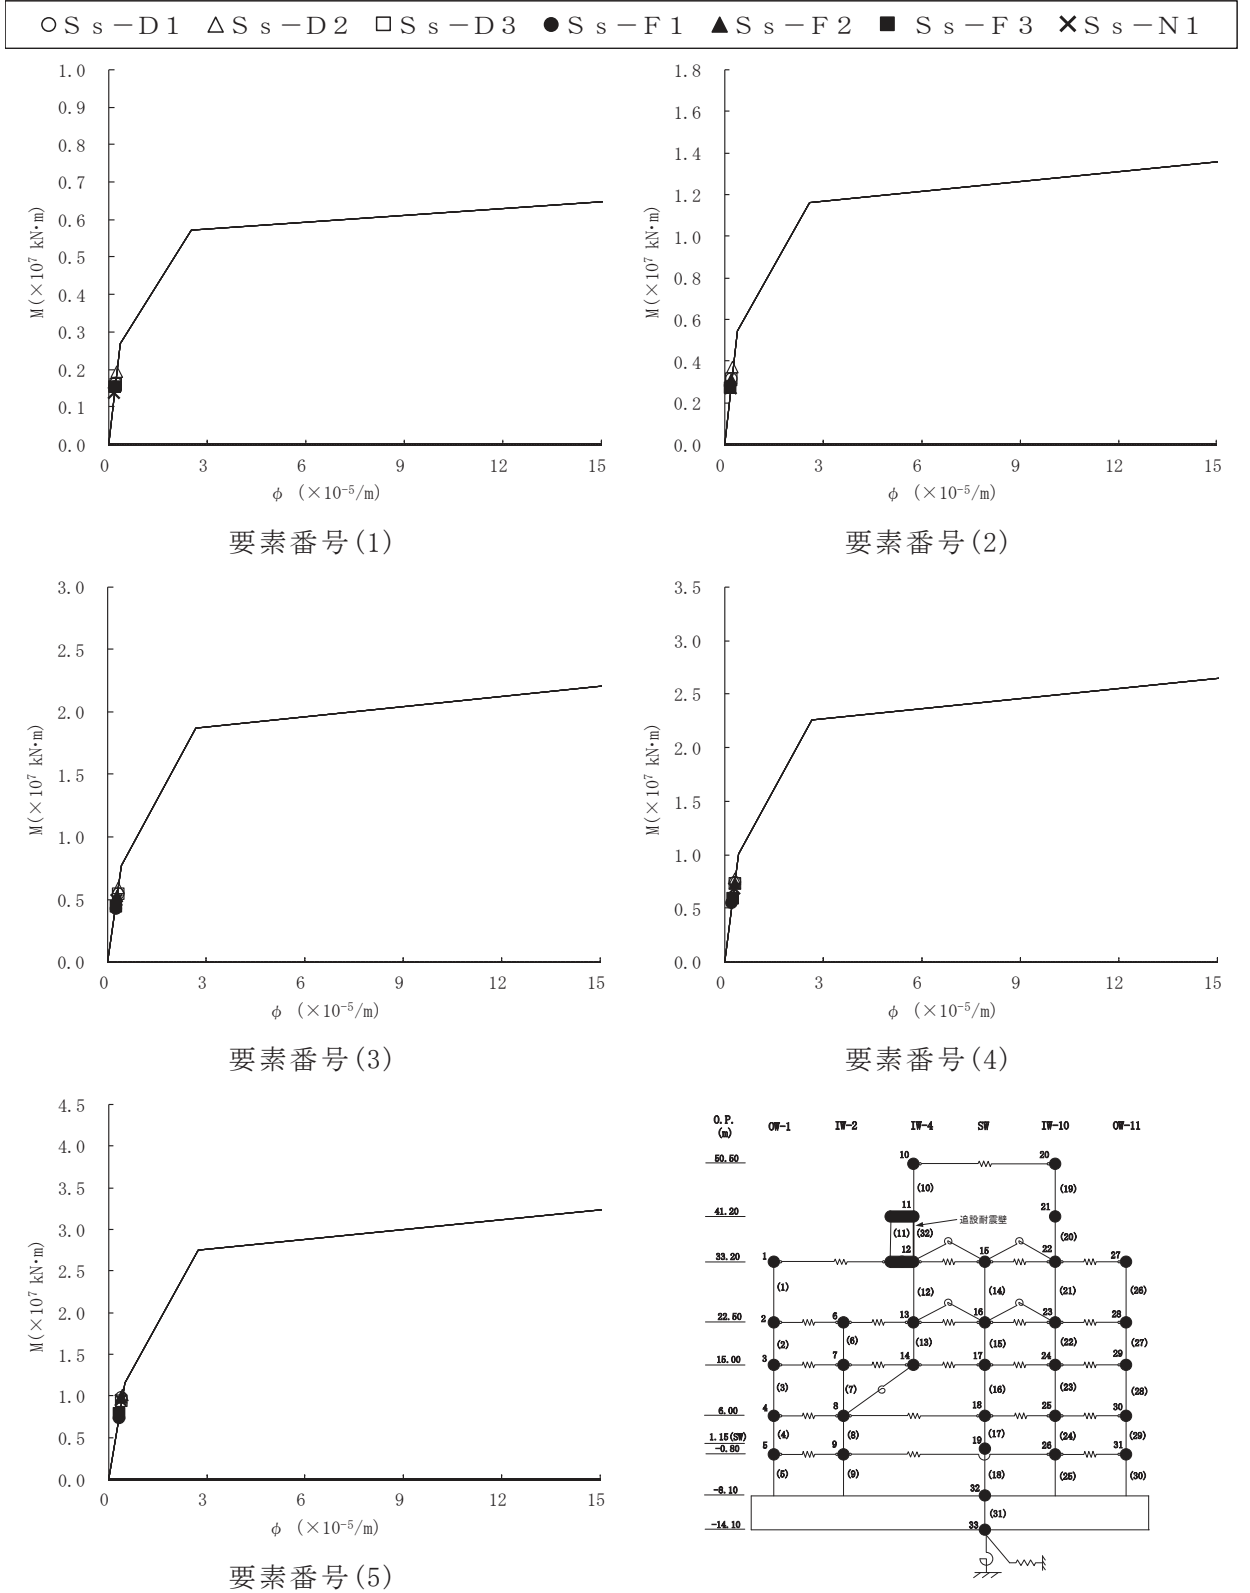 ○Ss－D1 △Ss－D2 □Ss－D3 ●Ss－F1 ▲Ss－F2 ■ Ss－F3 ×Ss－N1
1.0
0.9
0.8
0.7
0.6
0.5
0.4
0.3
0.2
0.1
0.0
M(×10⁷ kN・m)
0 3 6 9 12 15
φ (×10⁻⁵/m)
要素番号(1)
1.8
1.6
1.4
1.2
1.0
0.8
0.6
0.4
0.2
0.0
M(×10⁷ kN・m)
0 3 6 9 12 15
φ (×10⁻⁵/m)
要素番号(2)
3.0
2.5
2.0
1.5
1.0
0.5
0.0
M(×10⁷ kN・m)
0 3 6 9 12 15
φ (×10⁻⁵/m)
要素番号(3)
3.5
3.0
2.5
2.0
1.5
1.0
0.5
0.0
M(×10⁷ kN・m)
0 3 6 9 12 15
φ (×10⁻⁵/m)
要素番号(4)
4.5
4.0
3.5
3.0
2.5
2.0
1.5
1.0
0.5
0.0
M(×10⁷ kN・m)
0 3 6 9 12 15
φ (×10⁻⁵/m)
要素番号(5)
O.P. (m) OW-1 IW-2 IW-4 SW IW-10 OW-11
50.50 10 20
(10) (19)
41.20 11 21
追設耐震壁
(11) (32) (20)
33.20 1 12 15 22 27
(1) (12) (14) (21) (26)
22.50 2 6 13 16 23 28
(2) (6) (13) (15) (22) (27)
15.00 3 7 14 17 24 29
(3) (7) (16) (23) (28)
6.00 4 8 18 25 30
(4) (8) (17) (24) (29)
1.15(SW) 19
-0.80 5 9 26 31
(5) (9) (18) (25) (30)
-8.10 32
(31)
-14.10 33